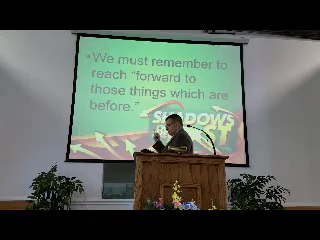 •We must remember to
reach “forward to
those things which are
before.”
SHADOWS